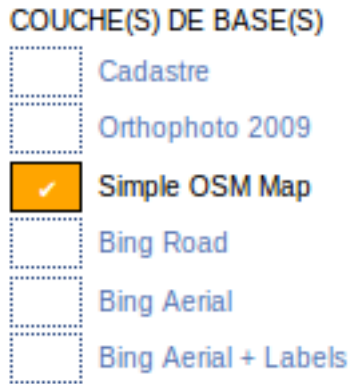 COUCHE(S) DE BASE(S)
Cadastre
Orthophoto 2009
Simple OSM Map
Bing Road
Bing Aerial
Bing Aerial + Labels